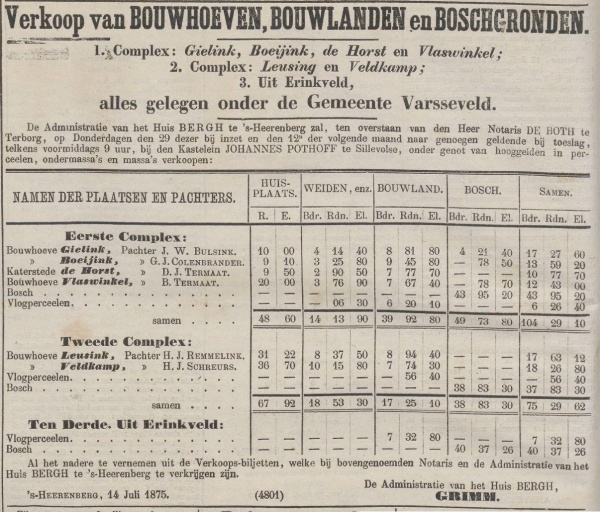 Verkoop van BOUWHOEVEN, BOUWLANDEN en BOSCHGRONDEN.
1. Complex: Gielink, Boeijink, de Horst en Vlaswinkel;
2. Complex: Leusing en Veldkamp;
3. Uit Erinkveld,
alles gelegen onder de Gemeente Varsseveld.
De Administratie van het Huis BERGH te 's-Heerenberg zal, ten overstaan van den Heer Notaris DE BOTH te
Terborg, op Donderdagen den 29 dezer bij inzet en den 12e der volgende maand naar genoegen geldende bij toeslag,
telkens voormiddags 9 uur, bij den Kastelein JOHANNES POTHOFF te Sillevolse, onder genot van hooggelden in per-
ceelen, ondermassa's en massa's verkoopen:
NAMEN DER PLAATSEN EN PACHTERS. HUIS-PLAATS. WEIDEN, enz. BOUWLAND. BOSCH. SAMEN.
R. E. Bdr. Rdn. El. Bdr. Rdn. El. Bdr. Rdn. El. Bdr. Rdn. El.
Eerste Complex:
Bouwhoeve Gielink, Pachter J. W. BULSINK. 10 00 4 14 40 8 81 80 4 21 40 17 27 60
» Boeijink, » G. J. COLENBRANDER. 9 10 3 25 80 9 45 80 — 78 50 13 59 20
Katerstede de Horst, » D. J. TERMAAT. 9 50 2 90 50 7 77 70 — — — 10 77 70
Bouwhoeve Vlaswinkel, » B. TERMAAT. 20 00 3 76 90 7 67 40 — 78 70 12 43 00
Bosch — — — — — — — — 43 95 20 43 95 20
Vlogperceelen — — — 06 30 6 20 10 — — — 6 26 40
samen 48 60 14 13 90 39 92 80 49 73 80 104 29 10
Tweede Complex:
Bouwhoeve Leusink, Pachter H. J. REMMELINK. 31 22 8 37 50 8 94 40 — — — 17 63 12
» Veldkamp, » H. J. SCHREURS. 36 70 10 15 80 7 74 30 — — — 18 26 80
Vlogperceelen — — — — — — 56 40 — — — — 56 40
Bosch — — — — — — — — 38 83 30 37 83 30
samen 67 92 18 53 30 17 25 10 38 83 30 75 29 62
Ten Derde. Uit Erinkveld:
Vlogperceelen — — — — — 7 32 80 — — — 7 32 80
Bosch — — — — — — — — 40 37 26 40 37 26
Al het nadere te vernemen uit de Verkoops-biljetten, welke bij bovengenoemden Notaris en de Administratie van het
Huis BERGH te 's-Heerenberg te verkrijgen zijn.
De Administratie van het Huis BERGH,
's-HEERENBERG, 14 Juli 1875. (4801) GRIMM.